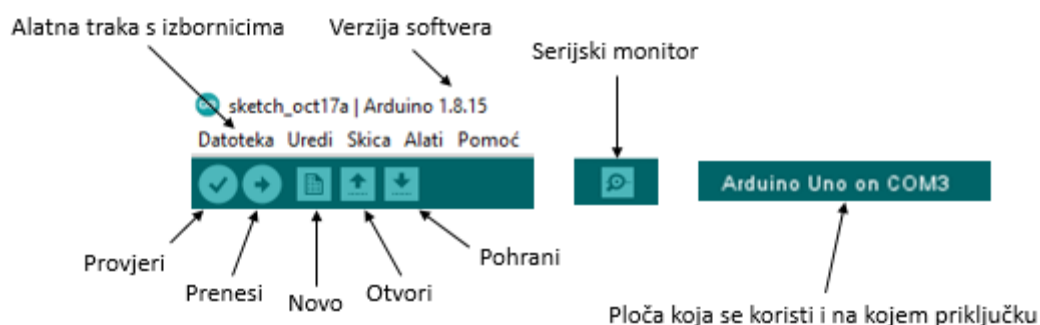 Alatna traka s izbornicima
Verzija softvera
Serijski monitor
sketch_oct17a | Arduino 1.8.15
Datoteka Uredi Skica Alati Pomoć
Arduino Uno on COM3
Provjeri
Prenesi
Novo
Otvori
Pohrani
Ploča koja se koristi i na kojem priključku